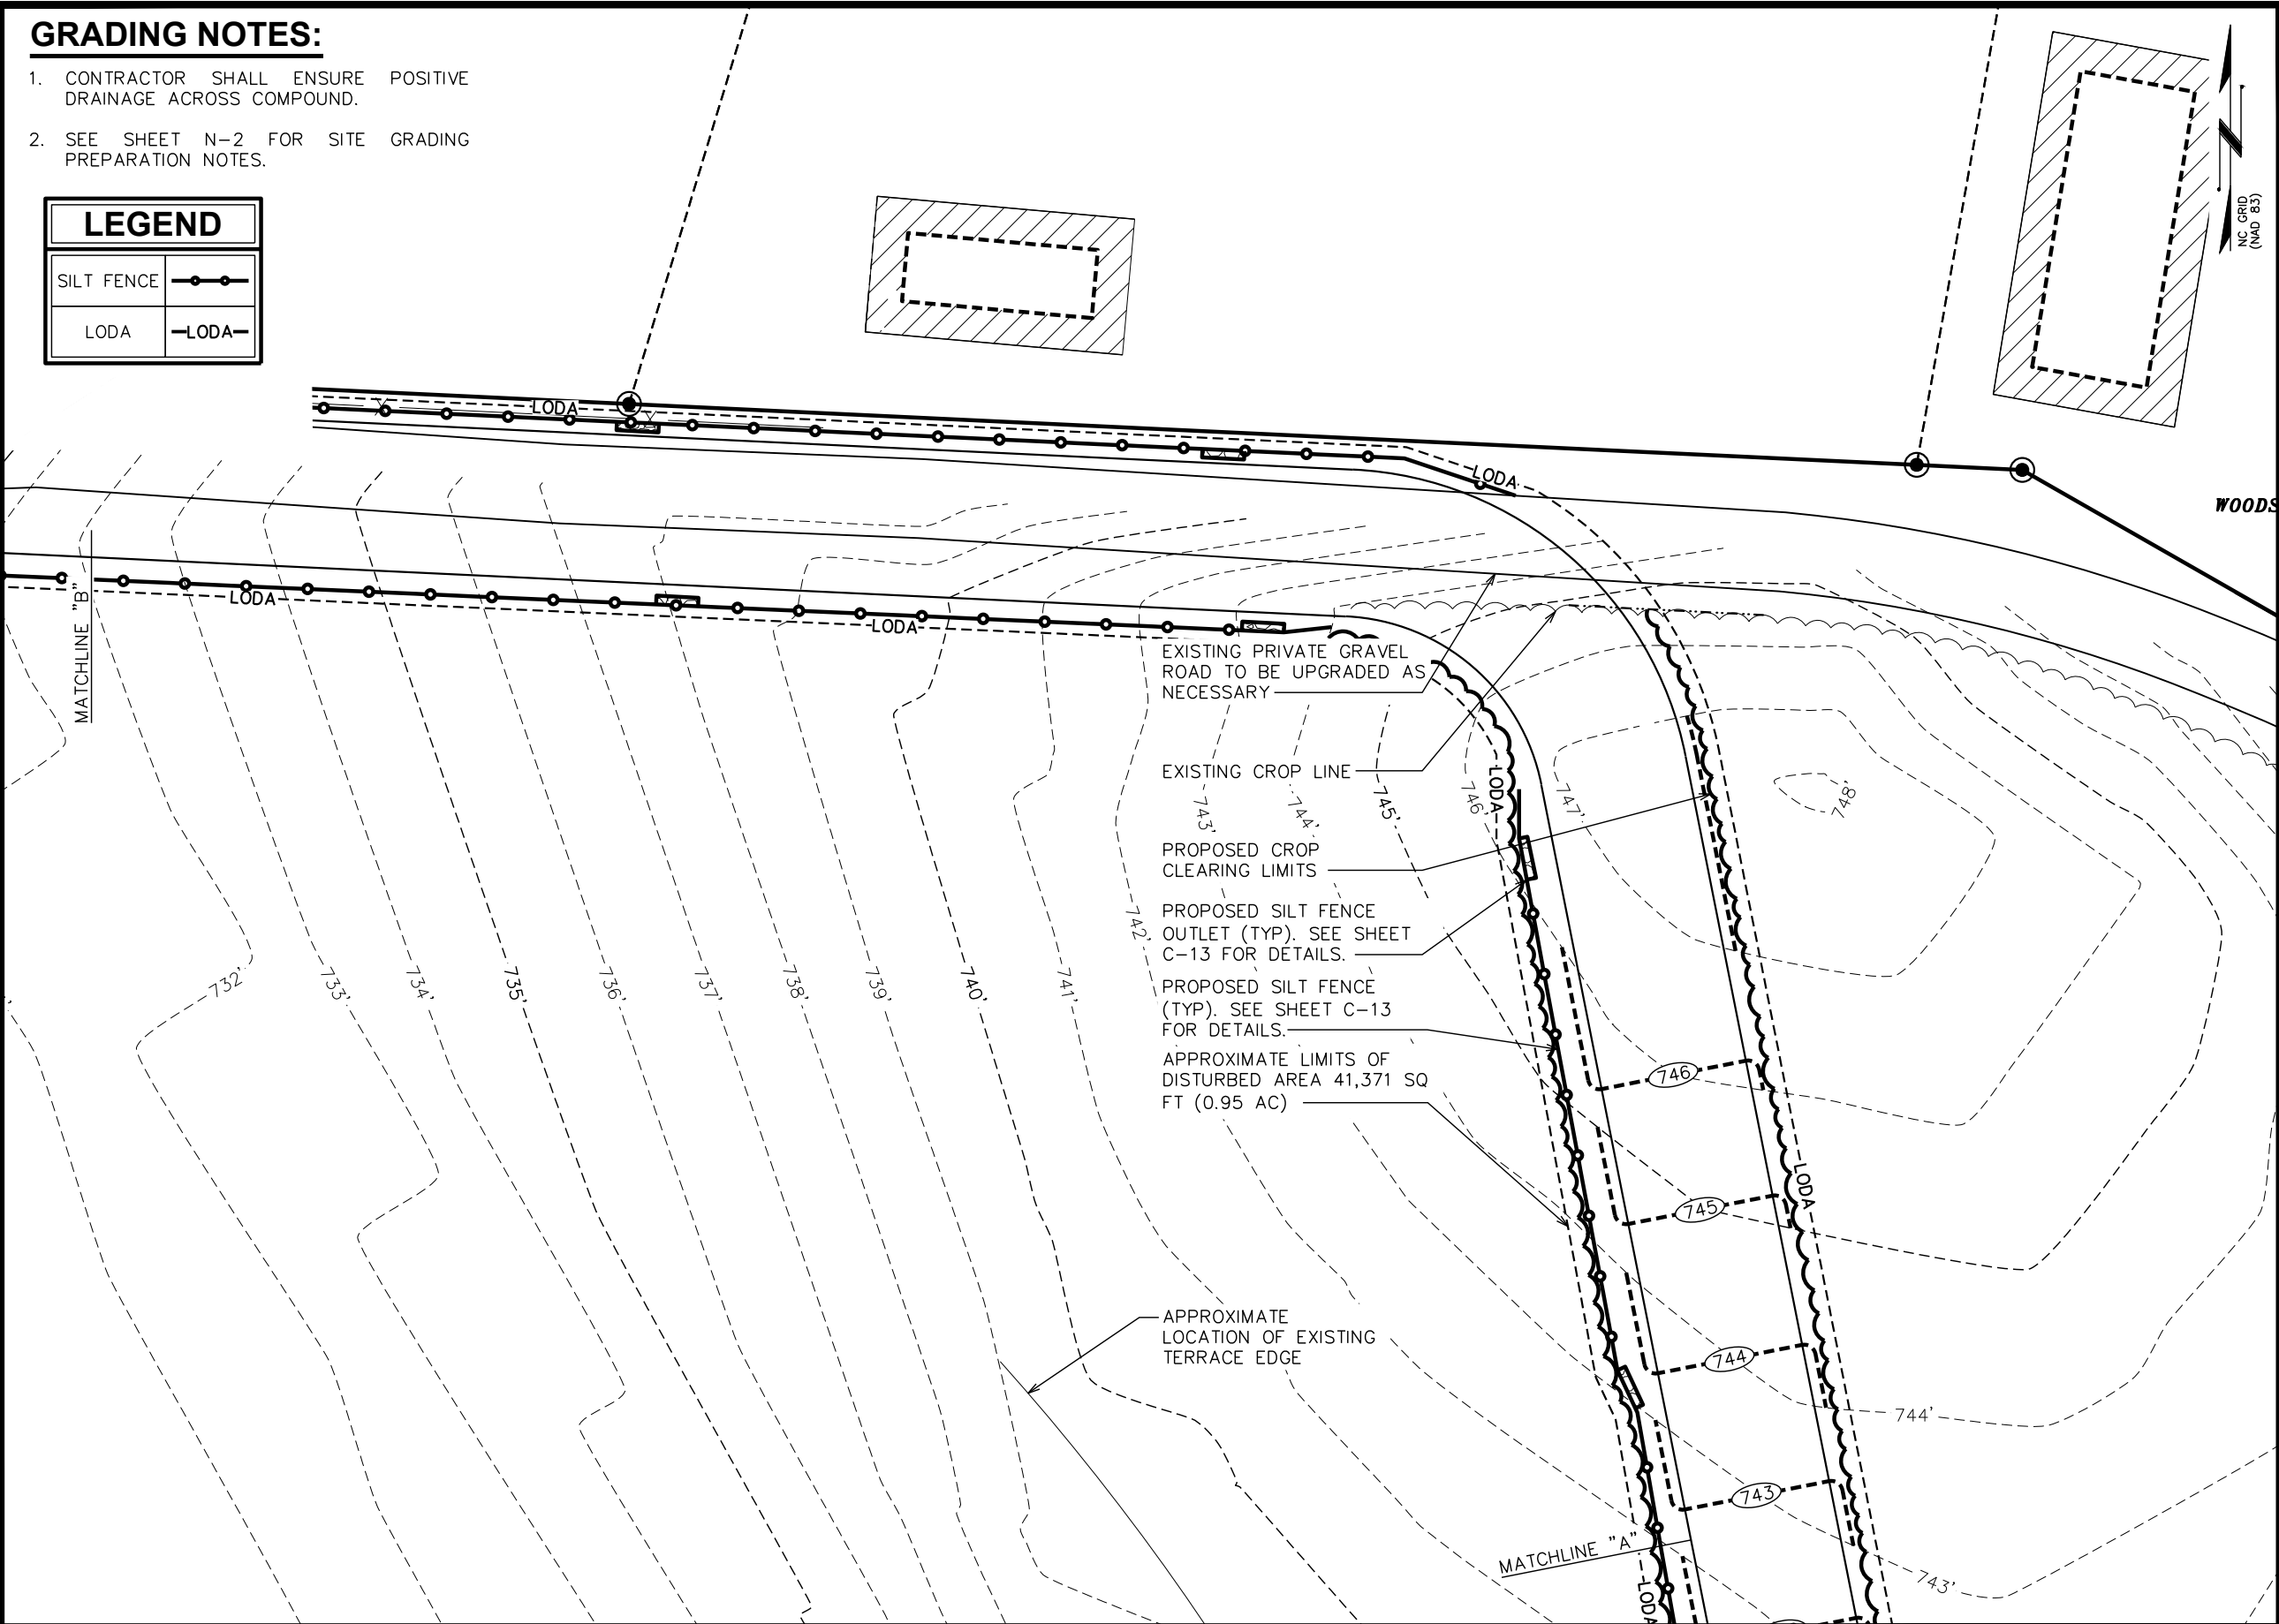 GRADING NOTES:
1. CONTRACTOR SHALL ENSURE POSITIVE
DRAINAGE ACROSS COMPOUND.
2. SEE SHEET N-2 FOR SITE GRADING
PREPARATION NOTES.
LEGEND
SILT FENCE
LODA
LODA
NC GRID
(NAD 83)
LODA
LODA
WOODS
MATCHLINE "B"
LODA
LODA
EXISTING PRIVATE GRAVEL
ROAD TO BE UPGRADED AS
NECESSARY
EXISTING CROP LINE
PROPOSED CROP
CLEARING LIMITS
PROPOSED SILT FENCE
OUTLET (TYP). SEE SHEET
C-13 FOR DETAILS.
PROPOSED SILT FENCE
(TYP). SEE SHEET C-13
FOR DETAILS.
APPROXIMATE LIMITS OF
DISTURBED AREA 41,371 SQ
FT (0.95 AC)
APPROXIMATE
LOCATION OF EXISTING
TERRACE EDGE
LODA
743'
744'
745'
746'
747'
748'
732'
733'
734'
735'
736'
737'
738'
739'
740'
741'
742'
746
745
LODA
744
744'
743
MATCHLINE "A"
743'
LODA